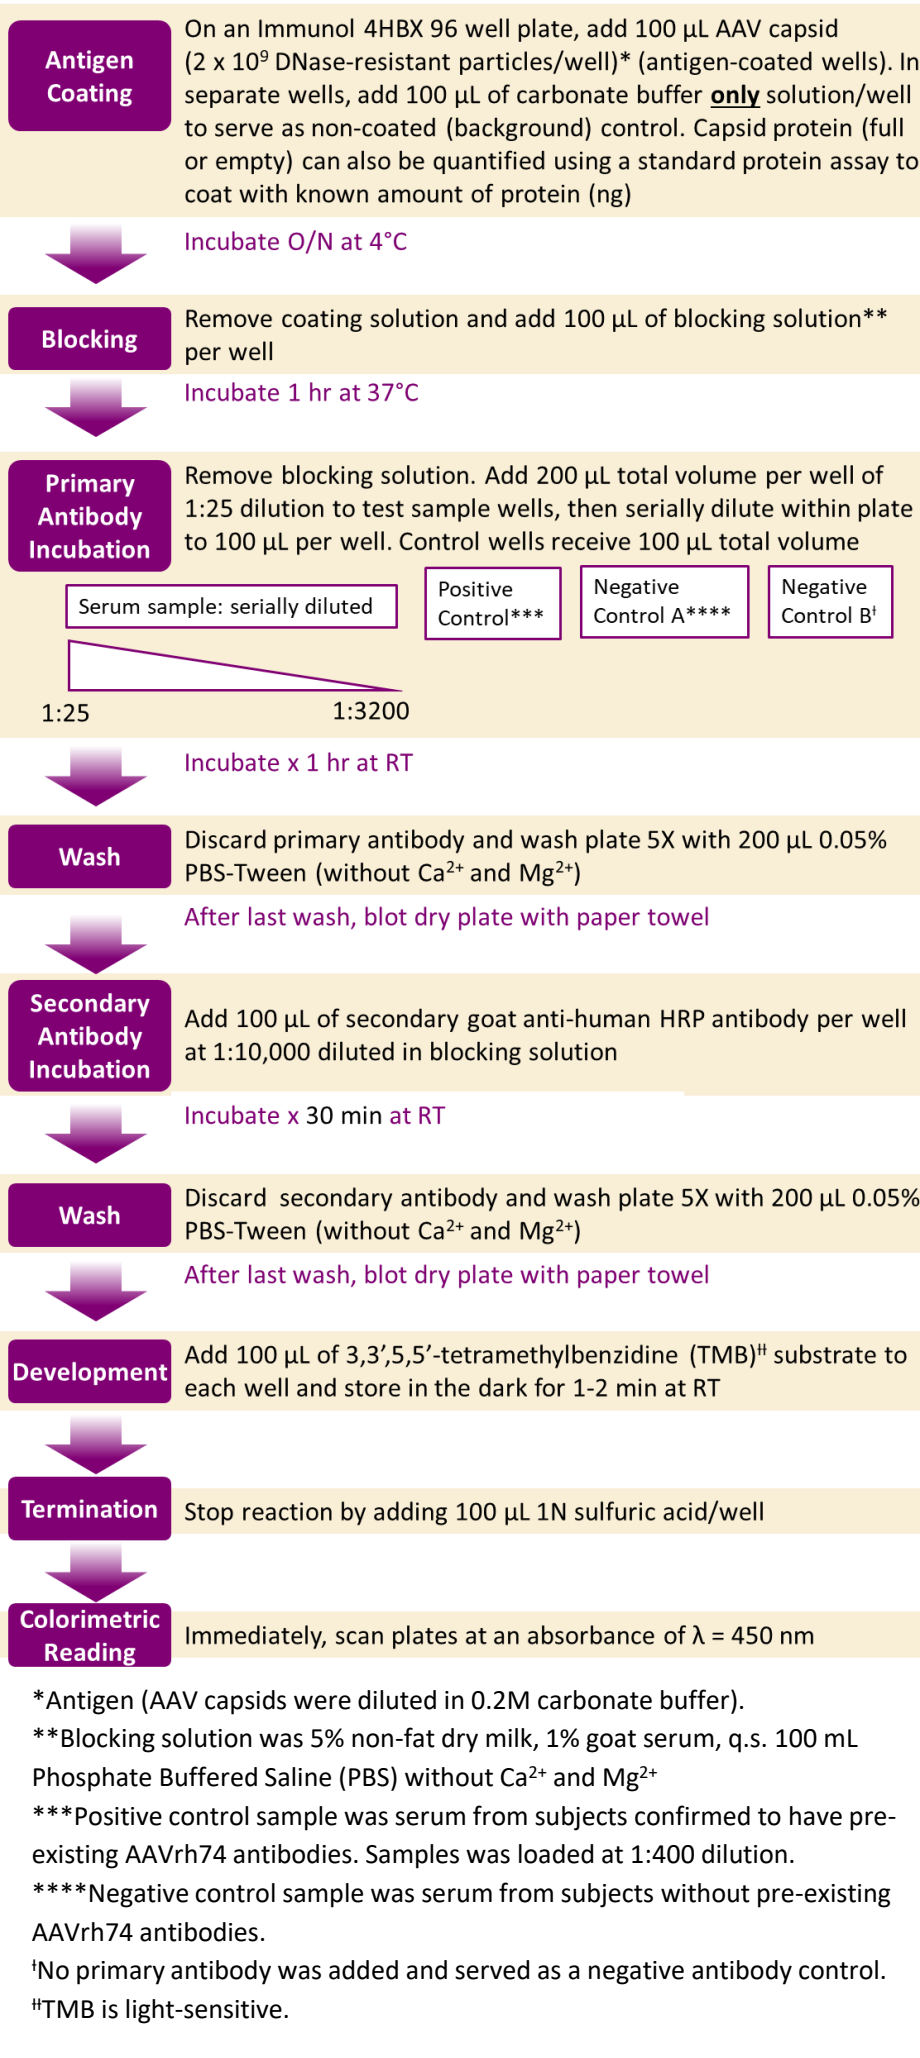 Antigen
Coating
On an Immunol 4HBX 96 well plate, add 100 µL AAV capsid
(2 x 10⁹ DNase-resistant particles/well)* (antigen-coated wells). In
separate wells, add 100 µL of carbonate buffer only solution/well
to serve as non-coated (background) control. Capsid protein (full
or empty) can also be quantified using a standard protein assay to
coat with known amount of protein (ng)
Incubate O/N at 4°C
Blocking
Remove coating solution and add 100 µL of blocking solution**
per well
Incubate 1 hr at 37°C
Primary
Antibody
Incubation
Remove blocking solution. Add 200 µL total volume per well of
1:25 dilution to test sample wells, then serially dilute within plate
to 100 µL per well. Control wells receive 100 µL total volume
Serum sample: serially diluted
Positive
Control***
Negative
Control A****
Negative
Control Bƚ
1:25
1:3200
Incubate x 1 hr at RT
Wash
Discard primary antibody and wash plate 5X with 200 µL 0.05%
PBS-Tween (without Ca²⁺ and Mg²⁺)
After last wash, blot dry plate with paper towel
Secondary
Antibody
Incubation
Add 100 µL of secondary goat anti-human HRP antibody per well
at 1:10,000 diluted in blocking solution
Incubate x 30 min at RT
Wash
Discard secondary antibody and wash plate 5X with 200 µL 0.05%
PBS-Tween (without Ca²⁺ and Mg²⁺)
After last wash, blot dry plate with paper towel
Development
Add 100 µL of 3,3’,5,5’-tetramethylbenzidine (TMB)ƚƚ substrate to
each well and store in the dark for 1-2 min at RT
Termination
Stop reaction by adding 100 µL 1N sulfuric acid/well
Colorimetric
Reading
Immediately, scan plates at an absorbance of λ = 450 nm
*Antigen (AAV capsids were diluted in 0.2M carbonate buffer).
**Blocking solution was 5% non-fat dry milk, 1% goat serum, q.s. 100 mL
Phosphate Buffered Saline (PBS) without Ca²⁺ and Mg²⁺
***Positive control sample was serum from subjects confirmed to have pre-
existing AAVrh74 antibodies. Samples was loaded at 1:400 dilution.
****Negative control sample was serum from subjects without pre-existing
AAVrh74 antibodies.
ƚNo primary antibody was added and served as a negative antibody control.
ƚƚTMB is light-sensitive.